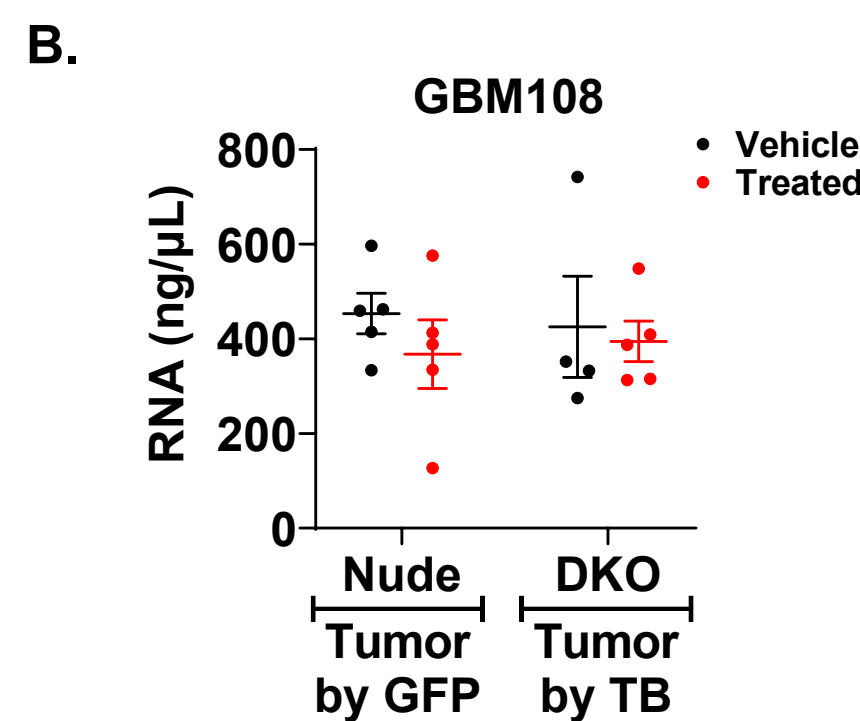 B.
GBM108
Vehicle
Treated
RNA (ng/µL)
800
600
400
200
0
Nude DKO
Tumor Tumor
by GFP by TB